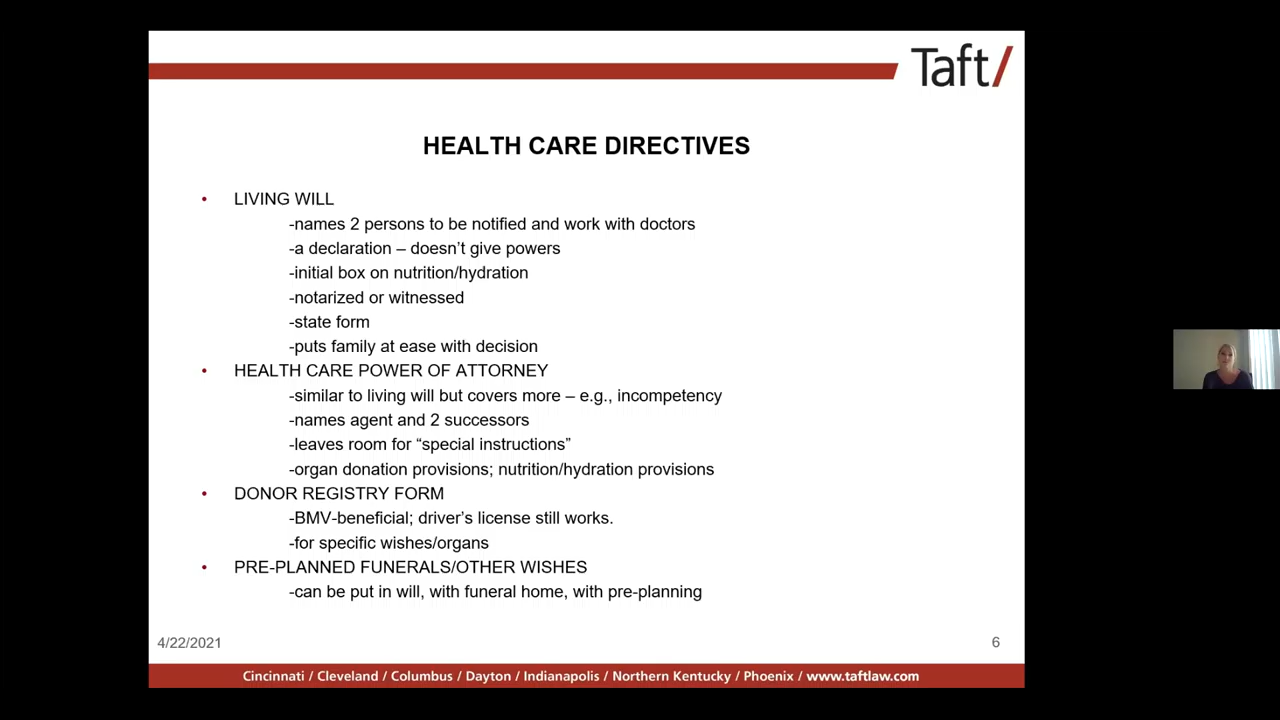 Taft/
HEALTH CARE DIRECTIVES
• LIVING WILL
-names 2 persons to be notified and work with doctors
-a declaration – doesn’t give powers
-initial box on nutrition/hydration
-notarized or witnessed
-state form
-puts family at ease with decision
• HEALTH CARE POWER OF ATTORNEY
-similar to living will but covers more – e.g., incompetency
-names agent and 2 successors
-leaves room for “special instructions”
-organ donation provisions; nutrition/hydration provisions
• DONOR REGISTRY FORM
-BMV-beneficial; driver’s license still works.
-for specific wishes/organs
• PRE-PLANNED FUNERALS/OTHER WISHES
-can be put in will, with funeral home, with pre-planning
4/22/2021 6
Cincinnati / Cleveland / Columbus / Dayton / Indianapolis / Northern Kentucky / Phoenix / www.taftlaw.com